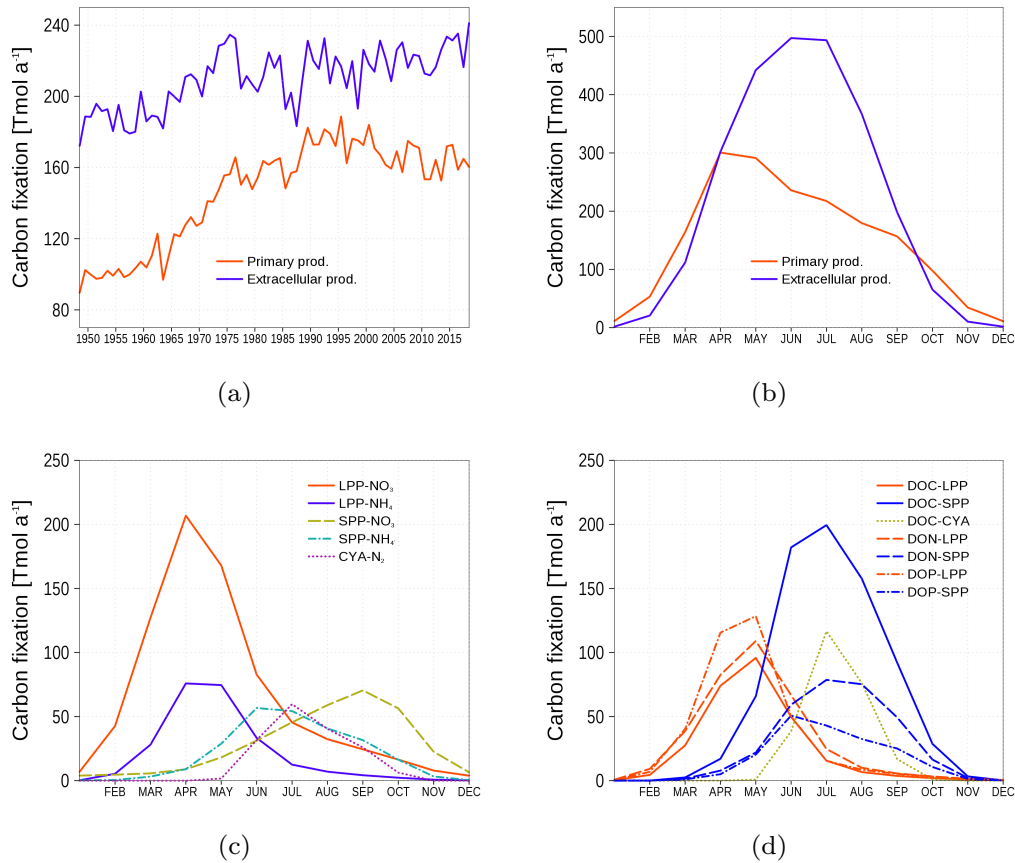 Carbon fixation [Tmol a⁻¹]
240
200
160
120
80
Primary prod.
Extracellular prod.
1950 1955 1960 1965 1970 1975 1980 1985 1990 1995 2000 2005 2010 2015
(a)
Carbon fixation [Tmol a⁻¹]
500
400
300
200
100
0
Primary prod.
Extracellular prod.
FEB MAR APR MAY JUN JUL AUG SEP OCT NOV DEC
(b)
Carbon fixation [Tmol a⁻¹]
250
200
150
100
50
0
LPP-NO₃
LPP-NH₄
SPP-NO₃
SPP-NH₄
CYA-N₂
FEB MAR APR MAY JUN JUL AUG SEP OCT NOV DEC
(c)
Carbon fixation [Tmol a⁻¹]
250
200
150
100
50
0
DOC-LPP
DOC-SPP
DOC-CYA
DON-LPP
DON-SPP
DOP-LPP
DOP-SPP
FEB MAR APR MAY JUN JUL AUG SEP OCT NOV DEC
(d)